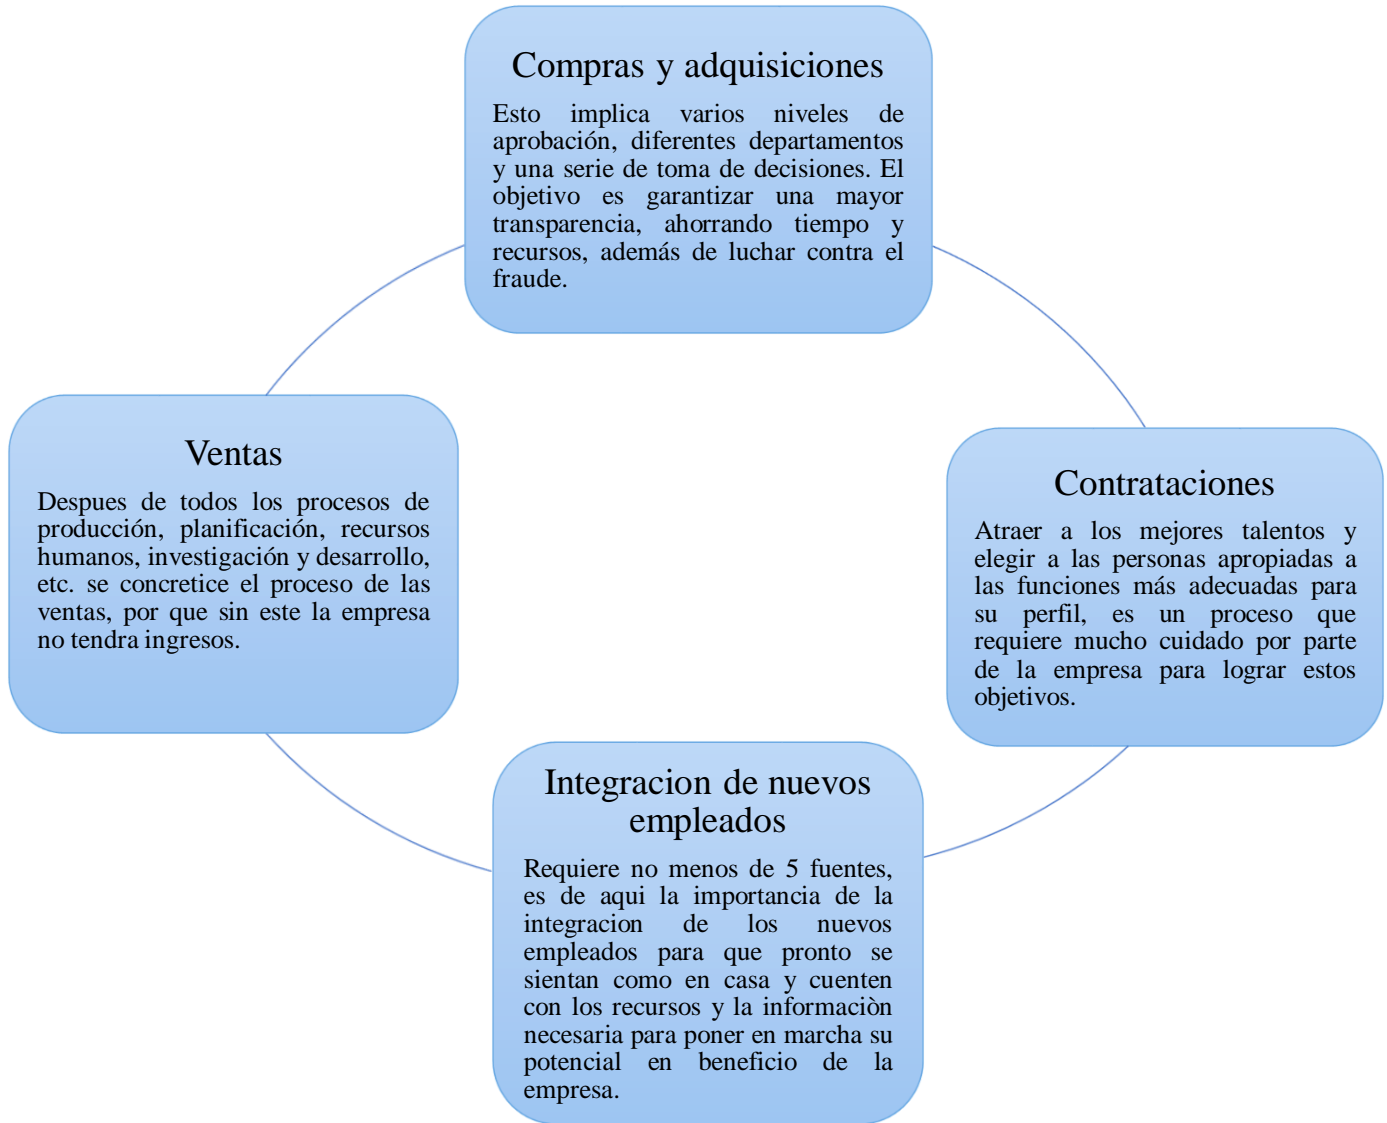 Compras y adquisiciones
Esto implica varios niveles de
aprobación, diferentes departamentos
y una serie de toma de decisiones. El
objetivo es garantizar una mayor
transparencia, ahorrando tiempo y
recursos, además de luchar contra el
fraude.
Ventas
Despues de todos los procesos de
producción, planificación, recursos
humanos, investigación y desarrollo,
etc. se concretice el proceso de las
ventas, por que sin este la empresa
no tendra ingresos.
Contrataciones
Atraer a los mejores talentos y
elegir a las personas apropiadas a
las funciones más adecuadas para
su perfil, es un proceso que
requiere mucho cuidado por parte
de la empresa para lograr estos
objetivos.
Integracion de nuevos
empleados
Requiere no menos de 5 fuentes,
es de aqui la importancia de la
integracion de los nuevos
empleados para que pronto se
sientan como en casa y cuenten
con los recursos y la informaciòn
necesaria para poner en marcha su
potencial en beneficio de la
empresa.